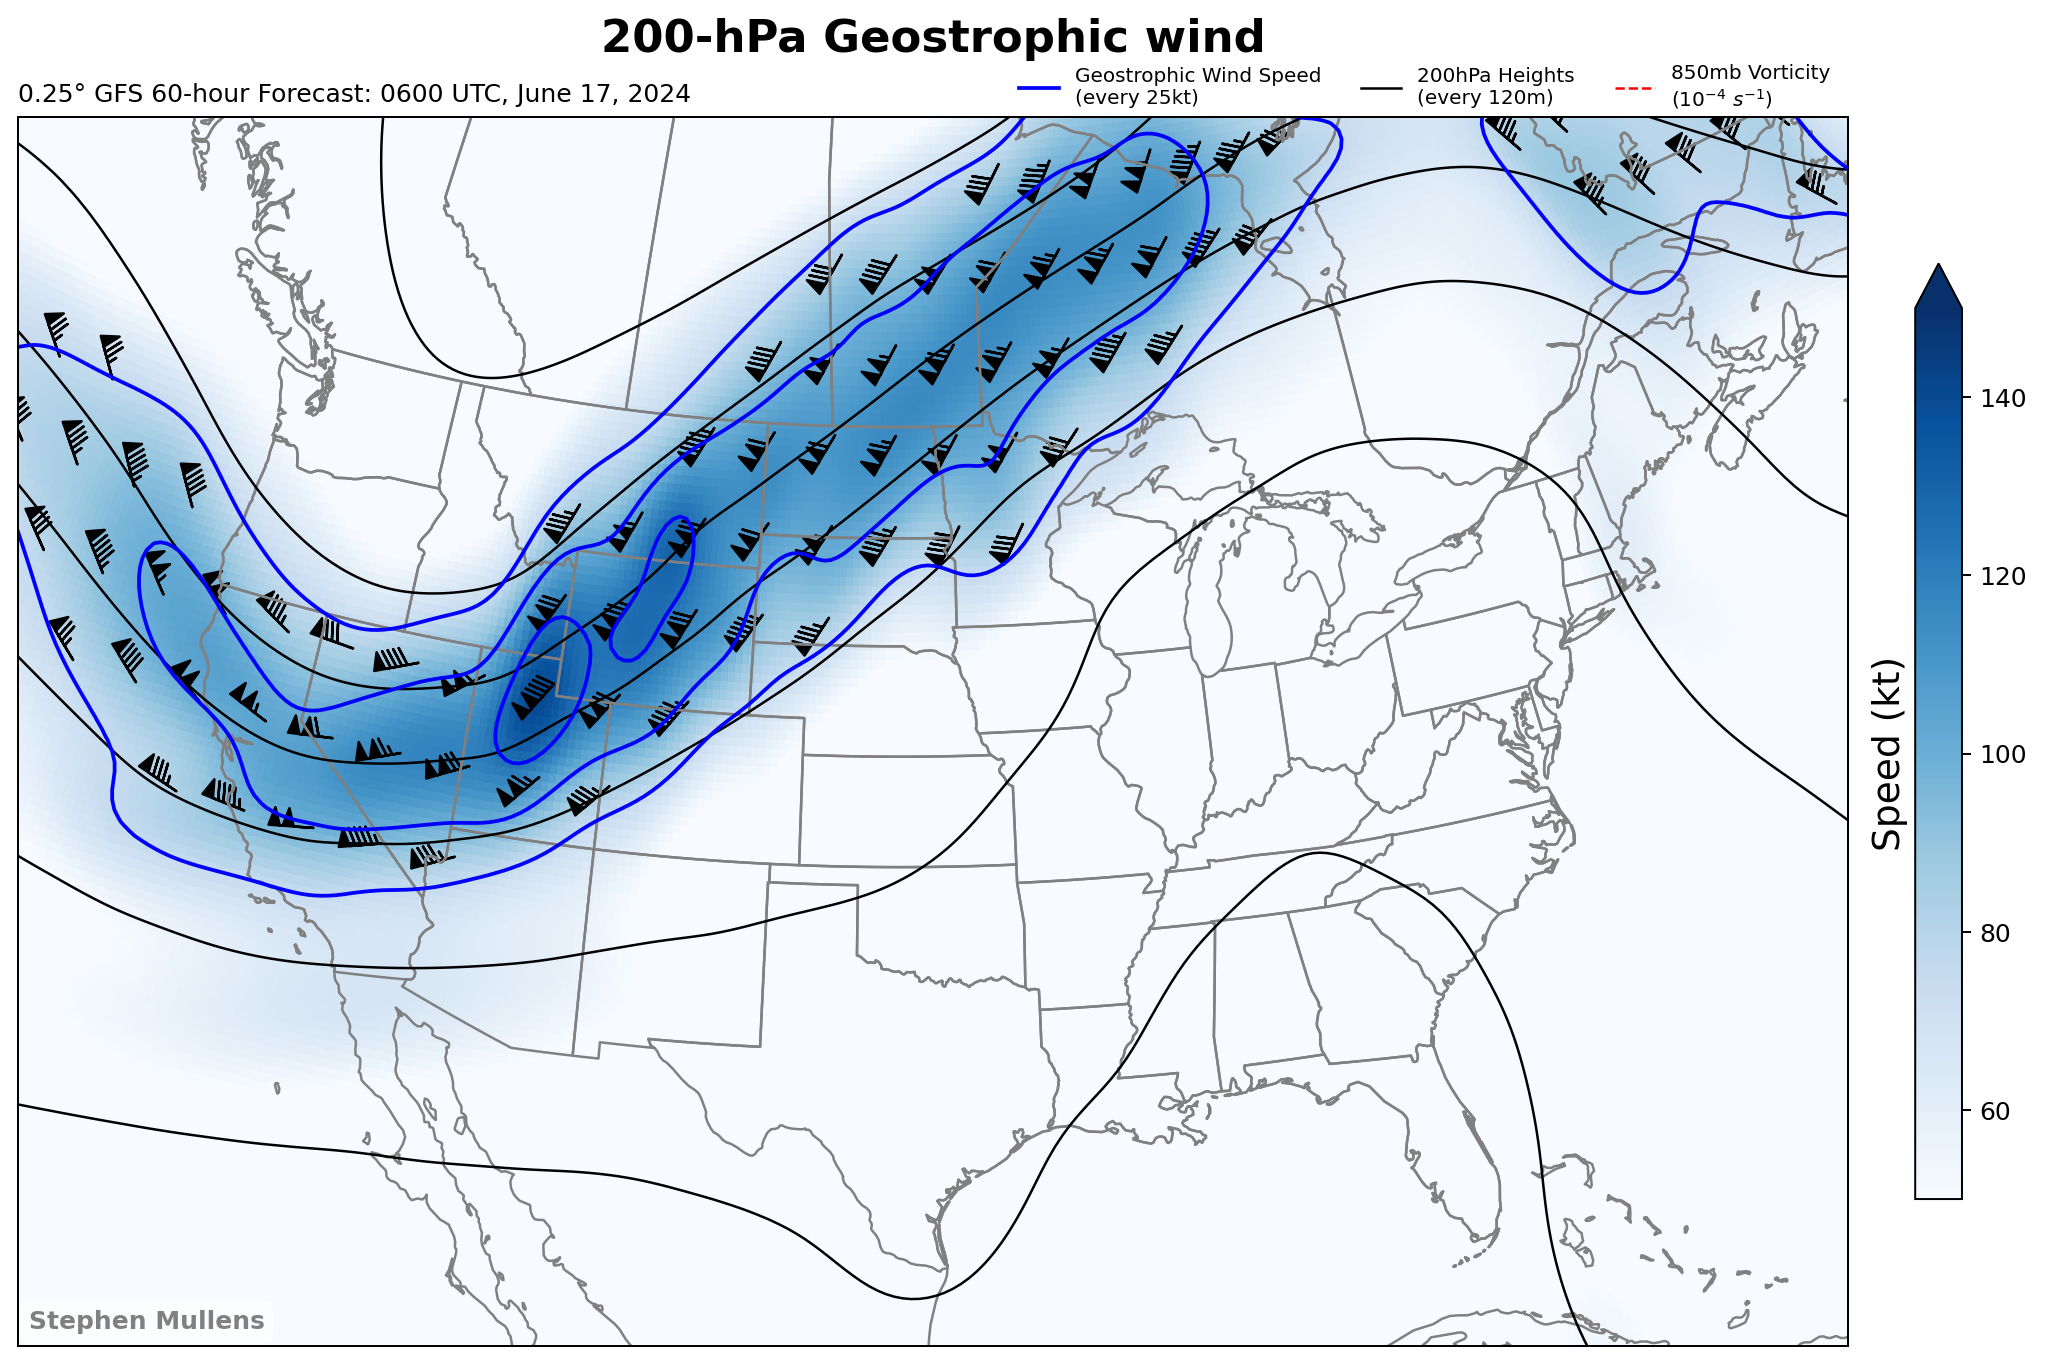 200-hPa Geostrophic wind
0.25° GFS 60-hour Forecast: 0600 UTC, June 17, 2024
Geostrophic Wind Speed
(every 25kt)
200hPa Heights
(every 120m)
850mb Vorticity
(10⁻⁴ s⁻¹)
140
120
100
80
60
Speed (kt)
Stephen Mullens